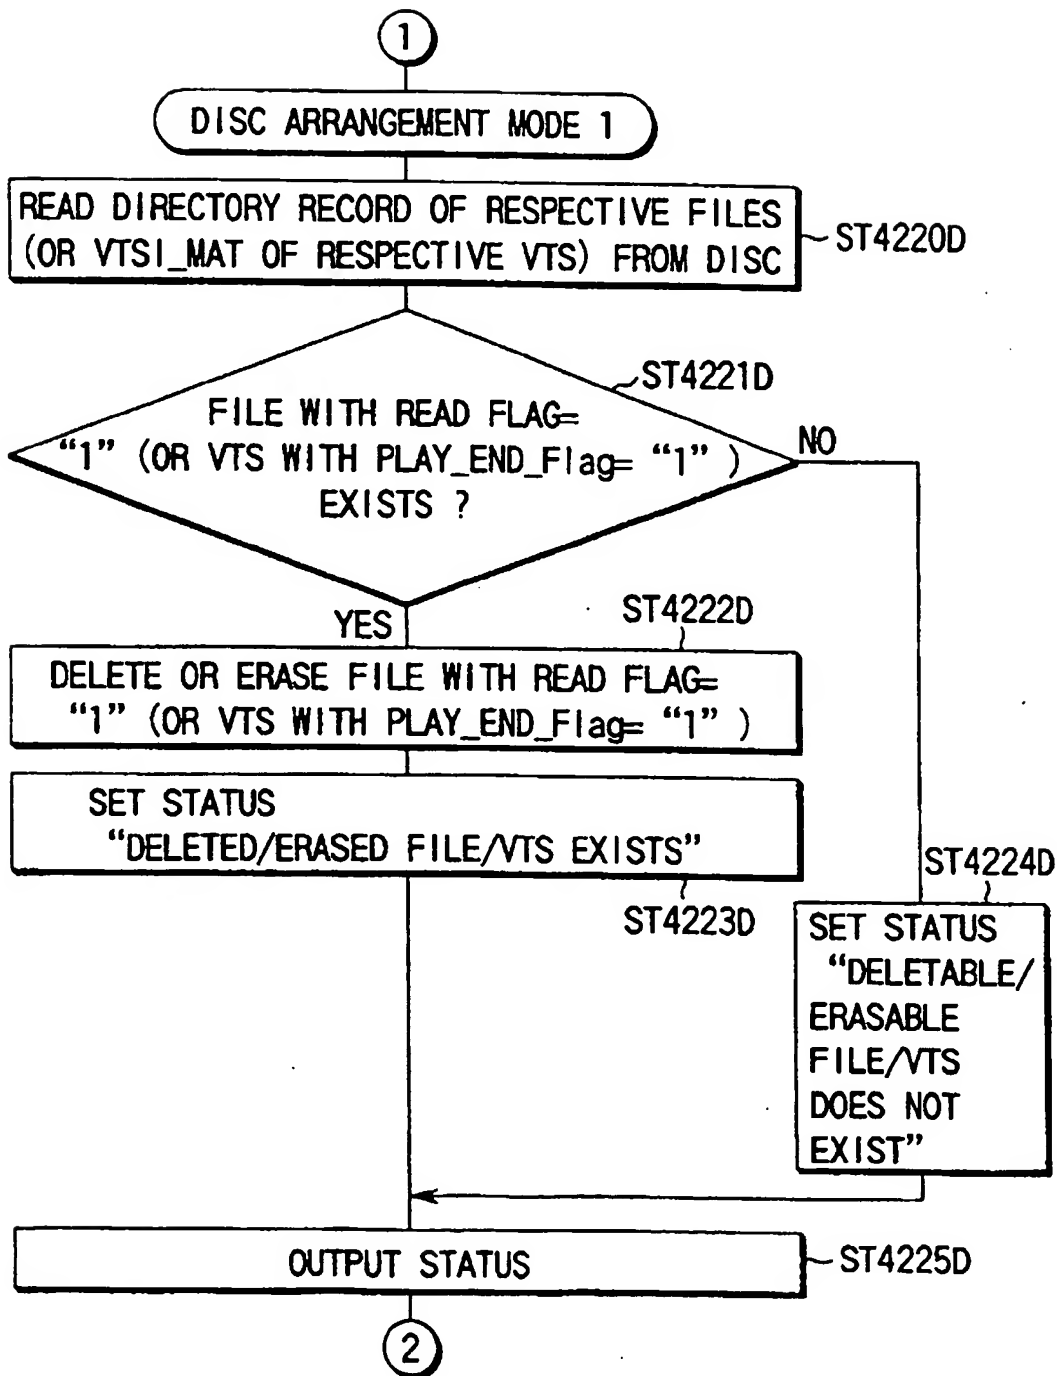 1
DISC ARRANGEMENT MODE 1
READ DIRECTORY RECORD OF RESPECTIVE FILES
(OR VTSI_MAT OF RESPECTIVE VTS) FROM DISC
ST4220D
ST4221D
FILE WITH READ FLAG=
“1” (OR VTS WITH PLAY_END_Flag= “1” )
EXISTS ?
NO
YES
ST4222D
DELETE OR ERASE FILE WITH READ FLAG=
“1” (OR VTS WITH PLAY_END_Flag= “1” )
SET STATUS
“DELETED/ERASED FILE/VTS EXISTS”
ST4223D
ST4224D
SET STATUS
“DELETABLE/
ERASABLE
FILE/VTS
DOES NOT
EXIST”
OUTPUT STATUS
ST4225D
2